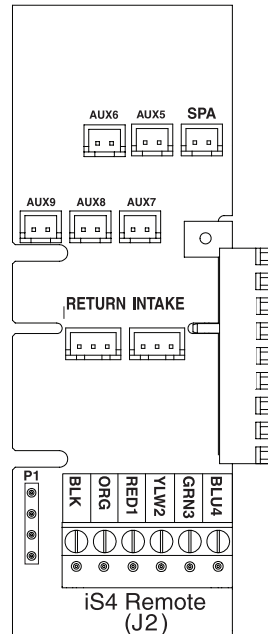 AUX6 AUX5 SPA
AUX9 AUX8 AUX7
RETURN INTAKE
P1
BLK ORG RED1 YLW2 GRN3 BLU4
iS4 Remote
(J2)